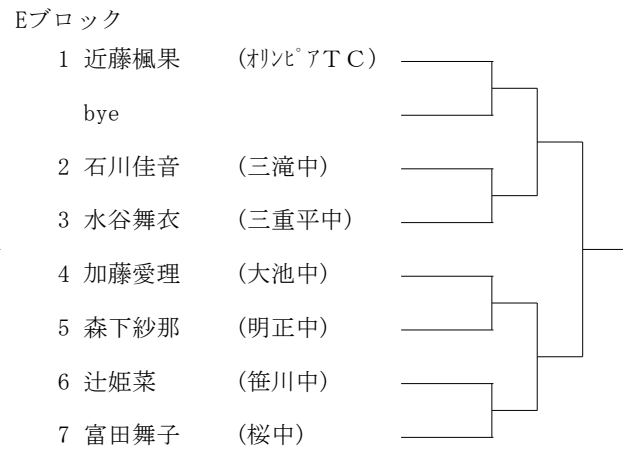 Eブロック
1 近藤楓果 (ｵﾘﾝﾋﾟｱTC)
bye
2 石川佳音 (三滝中)
3 水谷舞衣 (三重平中)
4 加藤愛理 (大池中)
5 森下紗那 (明正中)
6 辻姫菜 (笹川中)
7 富田舞子 (桜中)